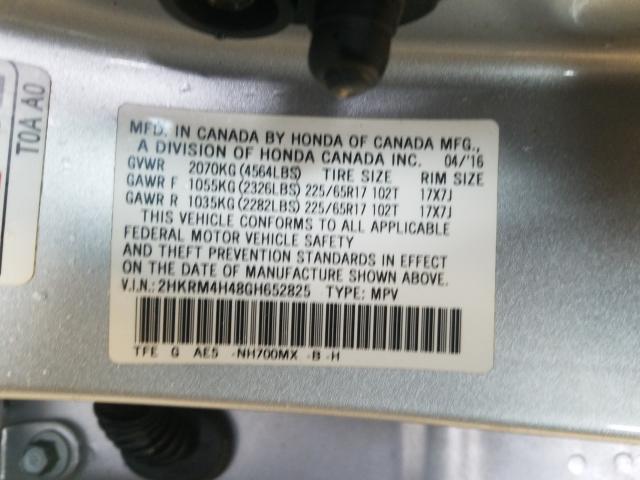 T0A A0
MFD. IN CANADA BY HONDA OF CANADA MFG.,
A DIVISION OF HONDA CANADA INC. 04/'16
GVWR 2070KG(4564LBS) TIRE SIZE RIM SIZE
GAWR F 1055KG(2326LBS) 225/65R17 102T 17X7J
GAWR R 1035KG(2282LBS) 225/65R17 102T 17X7J
THIS VEHICLE CONFORMS TO ALL APPLICABLE
FEDERAL MOTOR VEHICLE SAFETY
AND THEFT PREVENTION STANDARDS IN EFFECT
ON THE DATE OF MANUFACTURE SHOWN ABOVE.
V.I.N.: 2HKRM4H48GH652825 TYPE: MPV
TFE G AE5 -NH700MX -B -H